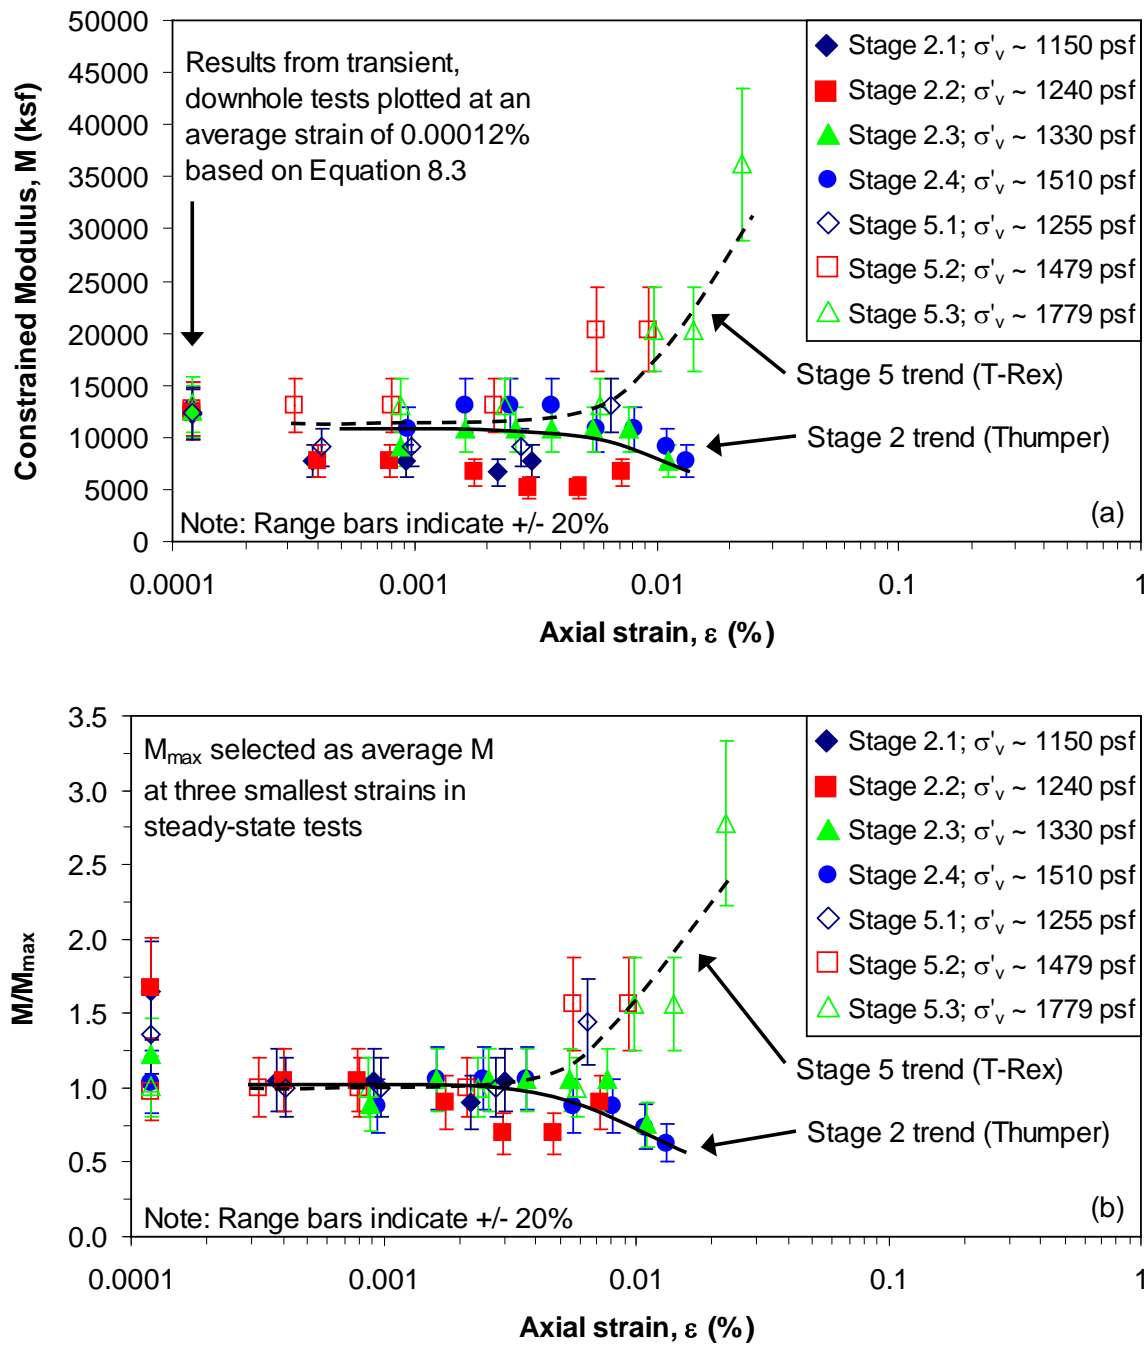 50000
45000
40000
35000
30000
25000
20000
15000
10000
5000
0
Constrained Modulus, M (ksf)
Results from transient,
downhole tests plotted at an
average strain of 0.00012%
based on Equation 8.3
Stage 2.1; σ'v ~ 1150 psf
Stage 2.2; σ'v ~ 1240 psf
Stage 2.3; σ'v ~ 1330 psf
Stage 2.4; σ'v ~ 1510 psf
Stage 5.1; σ'v ~ 1255 psf
Stage 5.2; σ'v ~ 1479 psf
Stage 5.3; σ'v ~ 1779 psf
Stage 5 trend (T-Rex)
Stage 2 trend (Thumper)
Note: Range bars indicate +/- 20%
(a)
0.0001 0.001 0.01 0.1 1
Axial strain, ε (%)
3.5
3.0
2.5
2.0
1.5
1.0
0.5
0.0
M/Mmax
Mmax selected as average M
at three smallest strains in
steady-state tests
Stage 2.1; σ'v ~ 1150 psf
Stage 2.2; σ'v ~ 1240 psf
Stage 2.3; σ'v ~ 1330 psf
Stage 2.4; σ'v ~ 1510 psf
Stage 5.1; σ'v ~ 1255 psf
Stage 5.2; σ'v ~ 1479 psf
Stage 5.3; σ'v ~ 1779 psf
Stage 5 trend (T-Rex)
Stage 2 trend (Thumper)
Note: Range bars indicate +/- 20%
(b)
0.0001 0.001 0.01 0.1 1
Axial strain, ε (%)